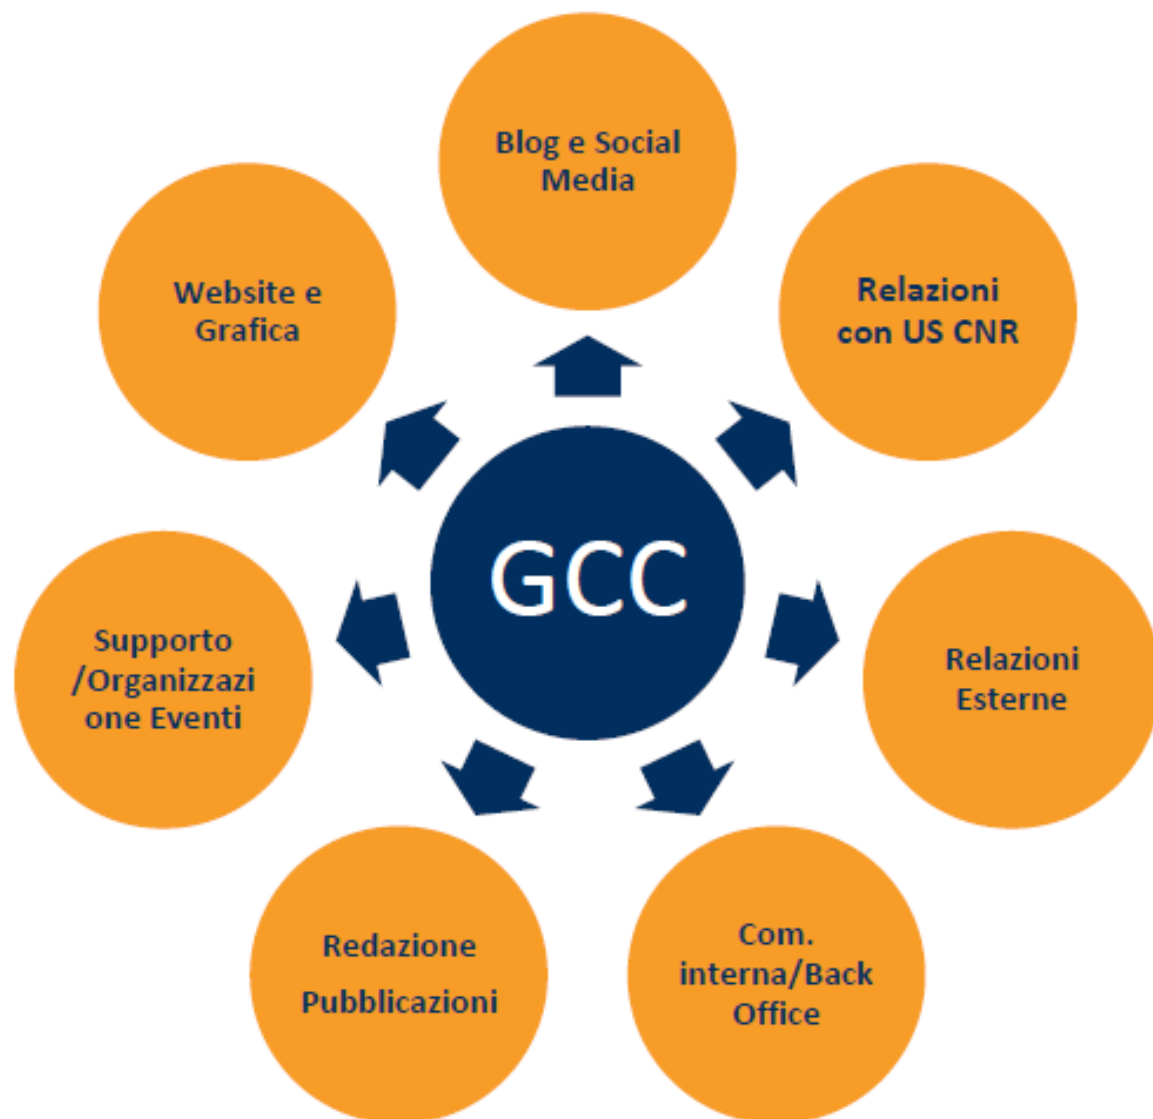 Blog e Social
Media
Relazioni
con US CNR
Relazioni
Esterne
Com.
interna/Back
Office
Redazione
Pubblicazioni
Supporto
/Organizzazi
one Eventi
Website e
Grafica
GCC